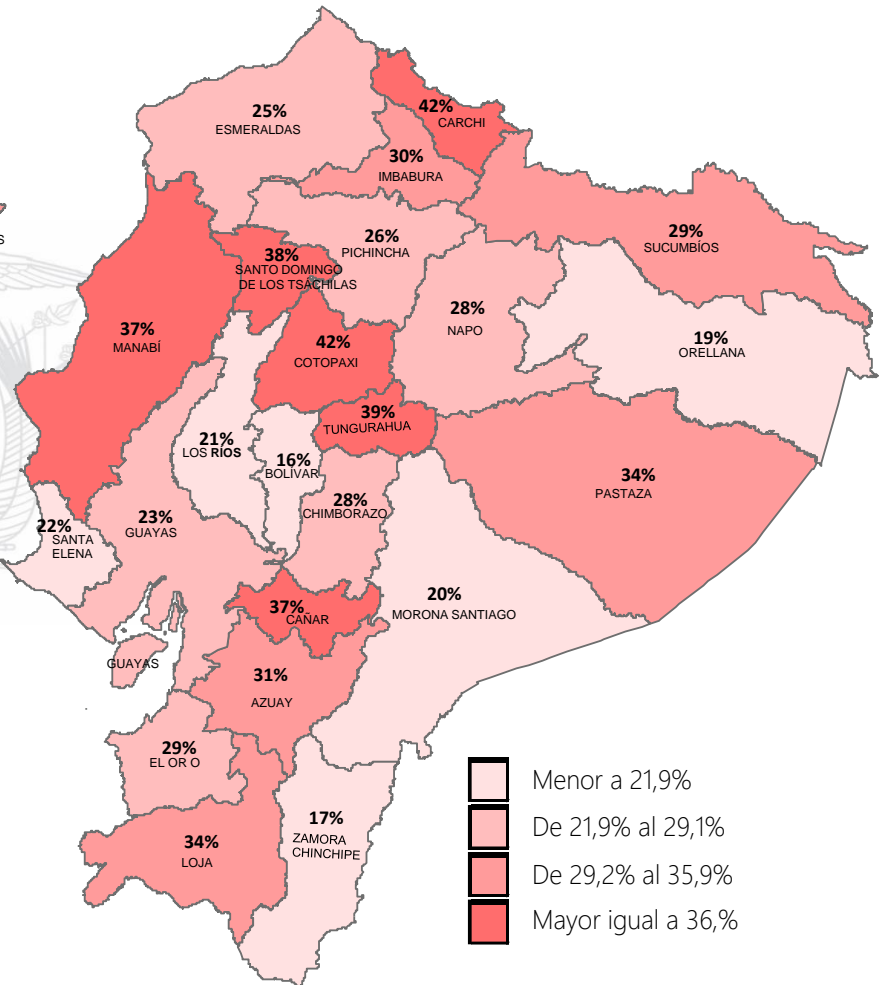 25%
ESMERALDAS
42%
CARCHI
30%
IMBABURA
29%
SUCUMBÍOS
S
26%
PICHINCHA
38%
SANTO DOMINGO
DE LOS TSÁCHILAS
28%
NAPO
19%
ORELLANA
37%
MANABÍ
42%
COTOPAXI
39%
TUNGURAHUA
21%
LOS RIOS
16%
BOLÍVAR
34%
PASTAZA
28%
CHIMBORAZO
22%
SANTA
ELENA
23%
GUAYAS
20%
MORONA SANTIAGO
37%
CAÑAR
GUAYAS
31%
AZUAY
29%
EL OR O
34%
LOJA
17%
ZAMORA
CHINCHIPE
Menor a 21,9%
De 21,9% al 29,1%
De 29,2% al 35,9%
Mayor igual a 36,%